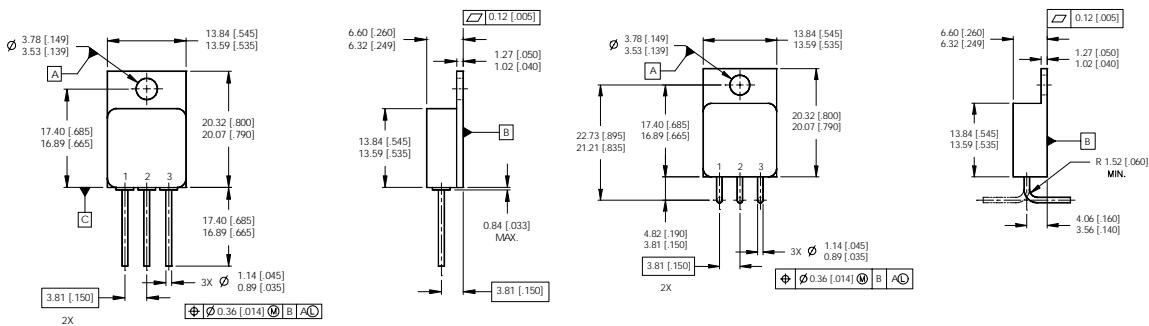 0.12 [.005]
3.78 [.149]
3.53 [.139]
13.84 [.545]
13.59 [.535]
6.60 [.260]
6.32 [.249]
1.27 [.050]
1.02 [.040]
A
17.40 [.685]
16.89 [.665]
20.32 [.800]
20.07 [.790]
13.84 [.545]
13.59 [.535]
B
1 2 3
C
17.40 [.685]
16.89 [.665]
0.84 [.033]
MAX.
3X Ø 1.14 [.045]
0.89 [.035]
3.81 [.150]
2X
⌖ Ø 0.36 [.014] Ⓜ B AⓁ
3.81 [.150]
0.12 [.005]
Ø 3.78 [.149]
3.53 [.139]
13.84 [.545]
13.59 [.535]
6.60 [.260]
6.32 [.249]
1.27 [.050]
1.02 [.040]
A
22.73 [.895]
21.21 [.835]
17.40 [.685]
16.89 [.665]
20.32 [.800]
20.07 [.790]
13.84 [.545]
13.59 [.535]
B
R 1.52 [.060]
MIN.
1 2 3
4.82 [.190]
3.81 [.150]
4.06 [.160]
3.56 [.140]
3X Ø 1.14 [.045]
0.89 [.035]
3.81 [.150]
2X
⌖ Ø 0.36 [.014] Ⓜ B AⓁ